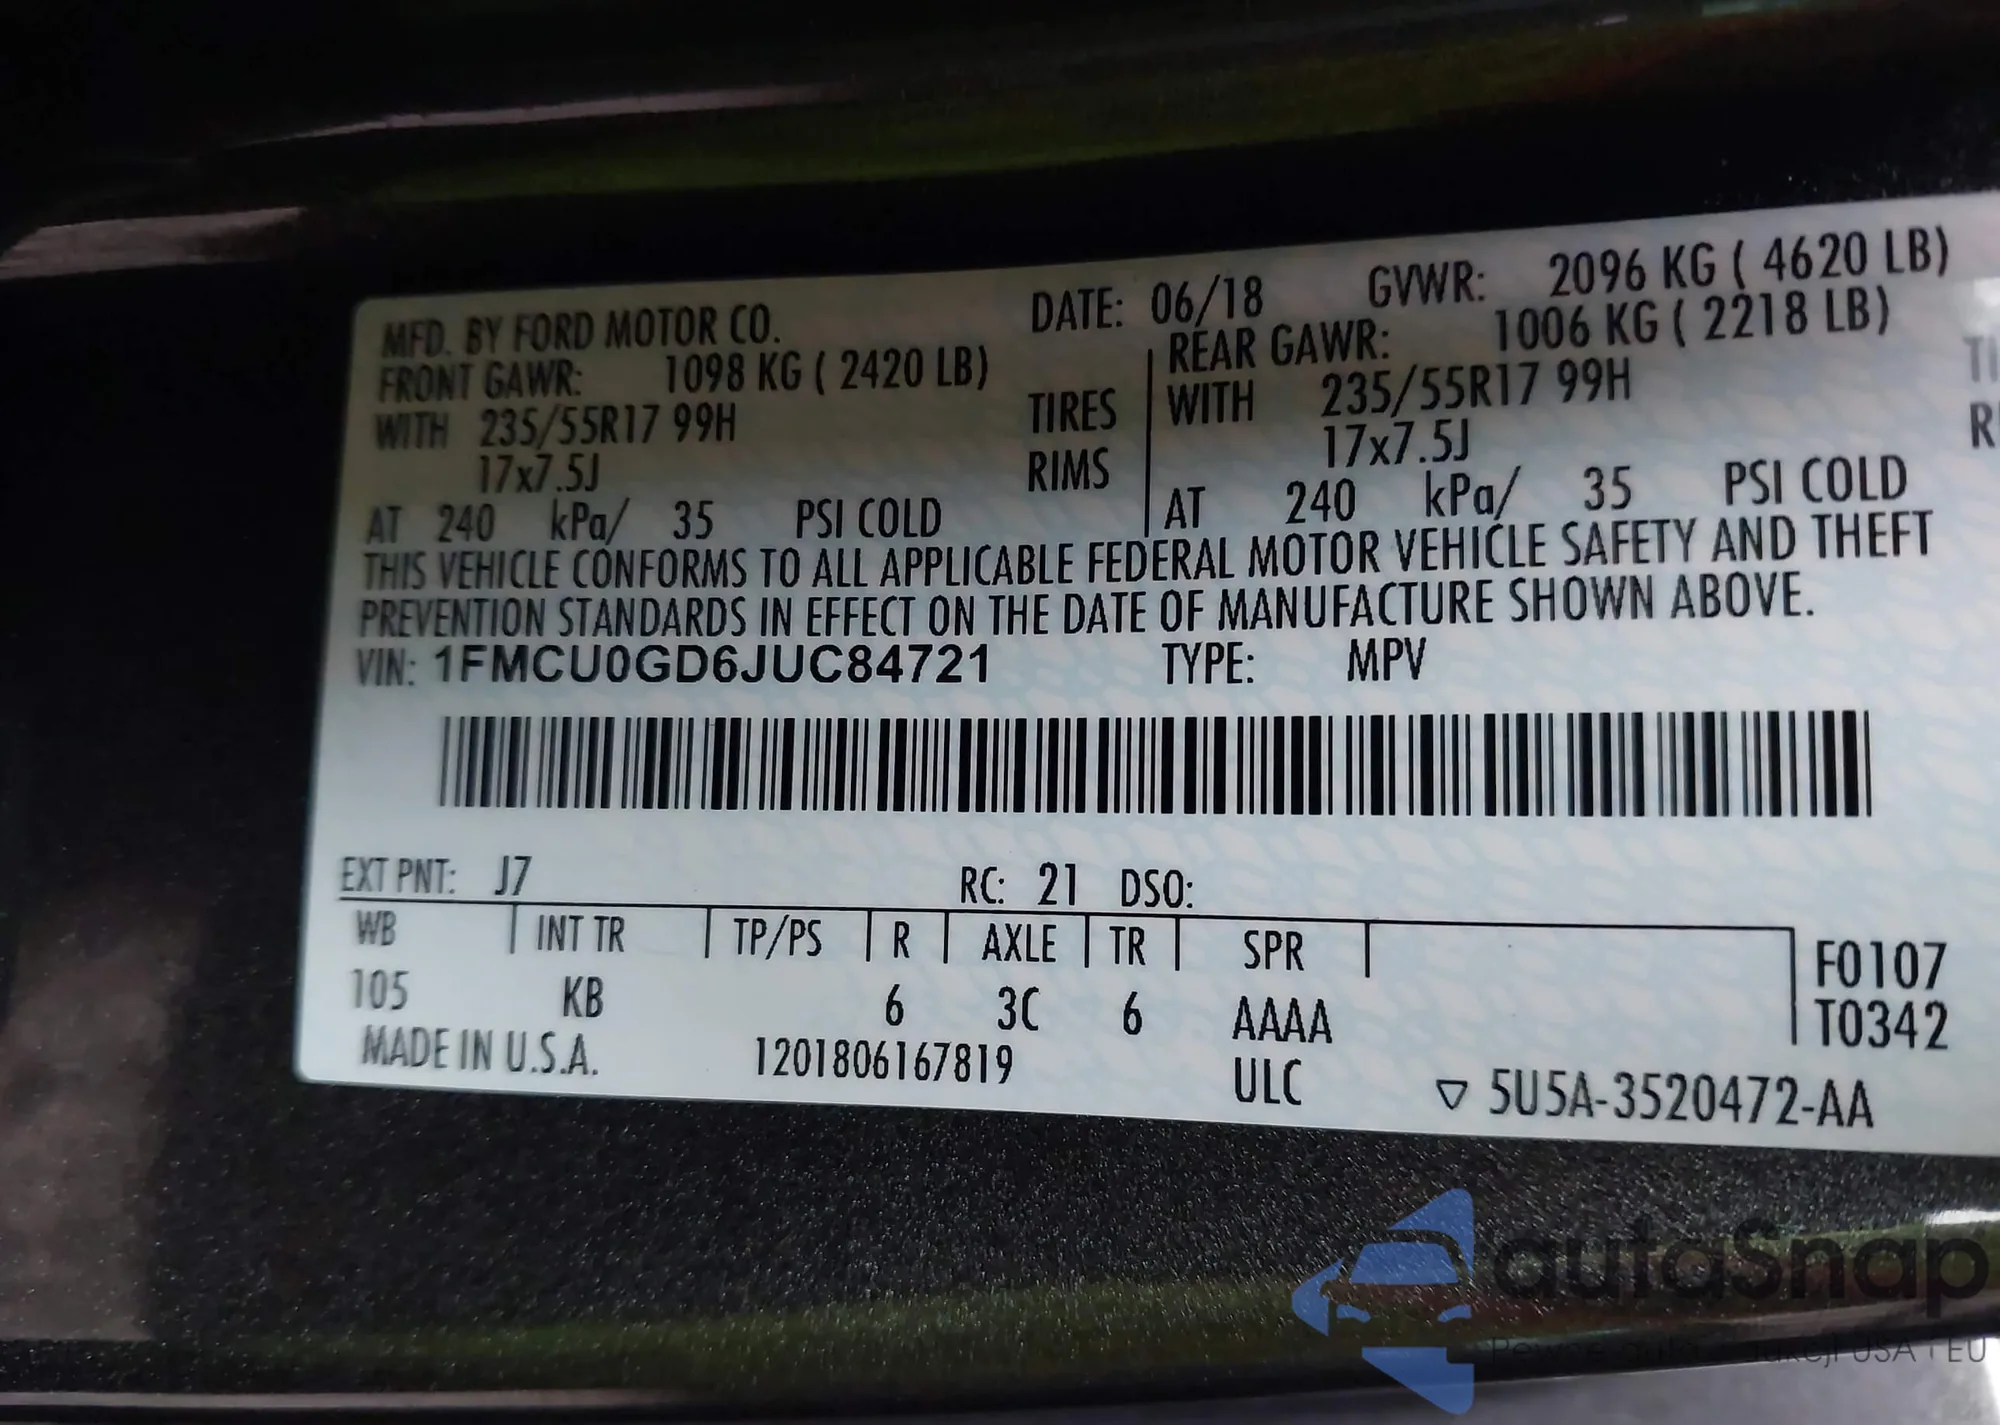 MFD. BY FORD MOTOR CO. DATE: 06/18 GVWR: 2096 KG ( 4620 LB)
FRONT GAWR: 1098 KG ( 2420 LB) REAR GAWR: 1006 KG ( 2218 LB)
WITH 235/55R17 99H TIRES WITH 235/55R17 99H TI
17x7.5J RIMS 17x7.5J R
AT 240 kPa/ 35 PSI COLD AT 240 kPa/ 35 PSI COLD
THIS VEHICLE CONFORMS TO ALL APPLICABLE FEDERAL MOTOR VEHICLE SAFETY AND THEFT
PREVENTION STANDARDS IN EFFECT ON THE DATE OF MANUFACTURE SHOWN ABOVE.
VIN: 1FMCU0GD6JUC84721 TYPE: MPV
EXT PNT: J7 RC: 21 DSO:
WB INT TR TP/PS R AXLE TR SPR F0107
105 KB 6 3C 6 AAAA T0342
MADE IN U.S.A. 1201806167819 ULC ▽ 5U5A-3520472-AA
autoSnap
USA i EU